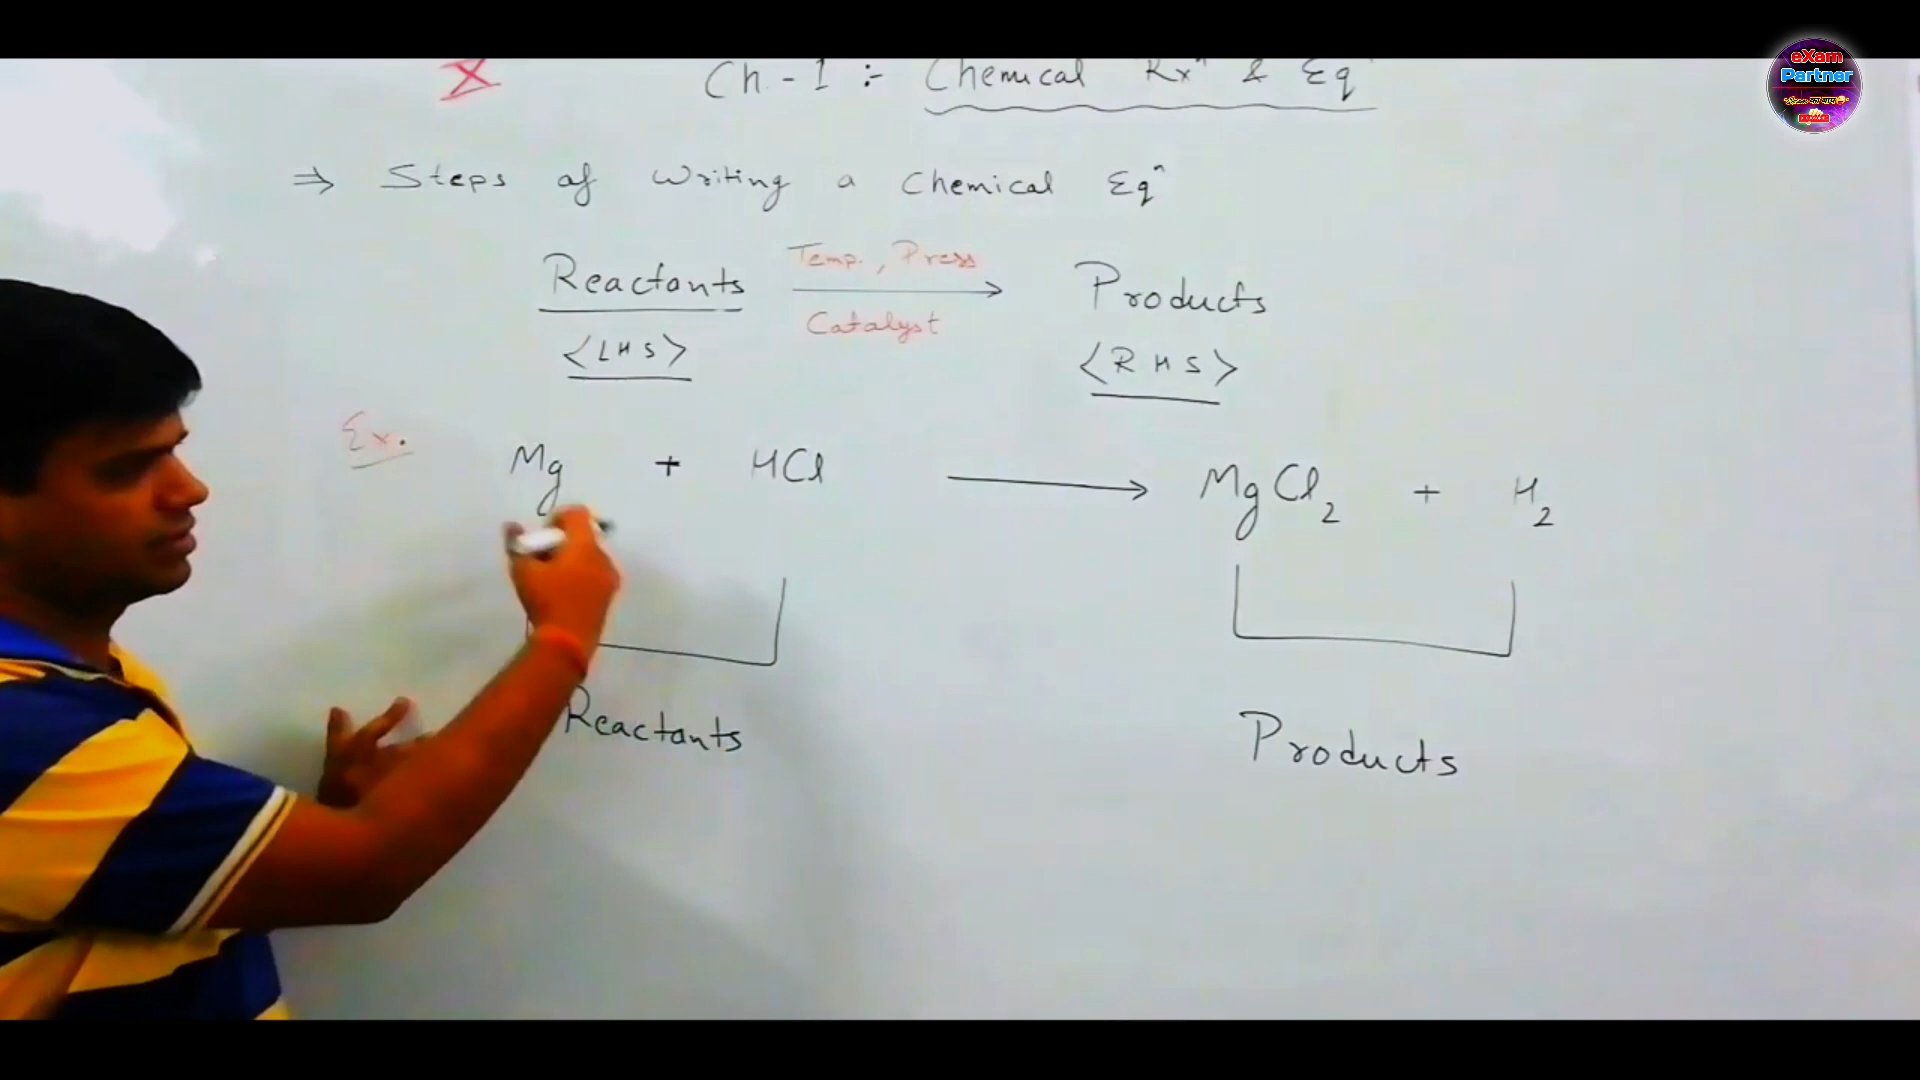 X Ch-1 :- Chemical Rxⁿ & Eqⁿ
⇒ Steps of Writing a Chemical Eqⁿ
Reactants Temp., Press → Catalyst Products
<LHS> <RHS>
Ex. Mg + HCl → MgCl₂ + H₂
Reactants Products
eXam
Partner